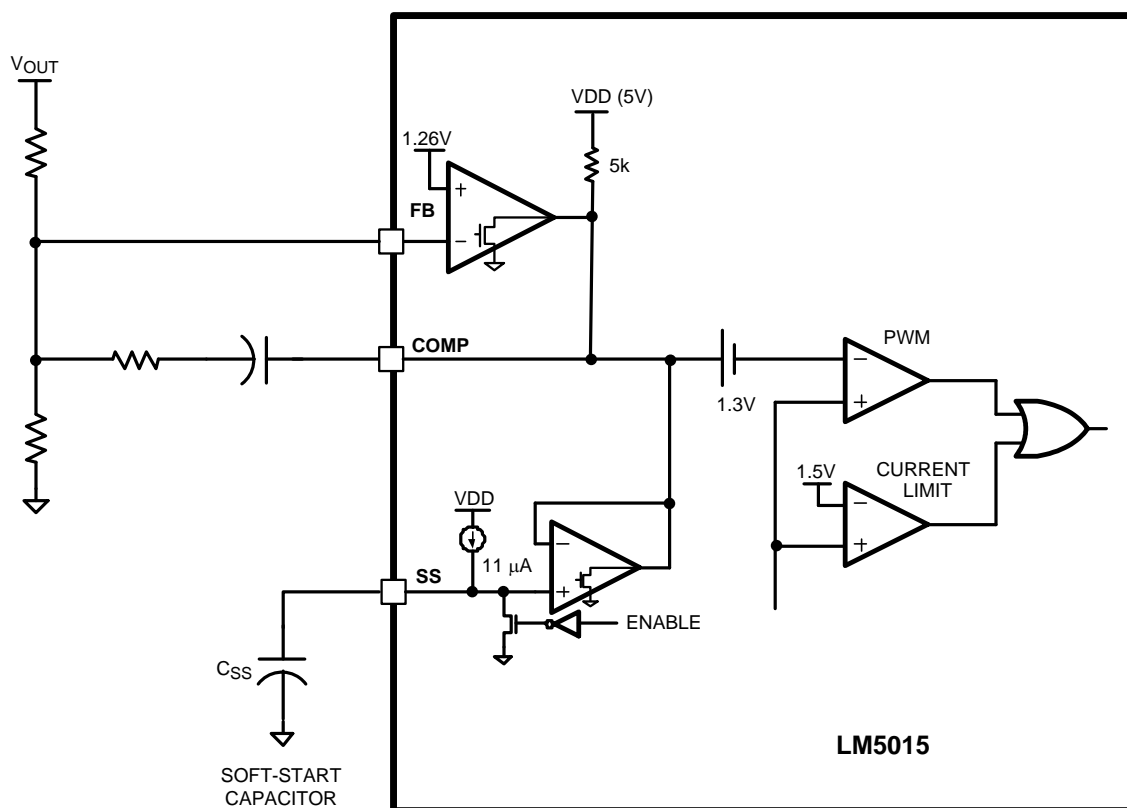 VOUT
VDD (5V)
1.26V
5k
+
FB
−
COMP
PWM
−
+
1.3V
1.5V
CURRENT
LIMIT
−
+
VDD
11 μA
−
SS
+
ENABLE
CSS
LM5015
SOFT-START
CAPACITOR